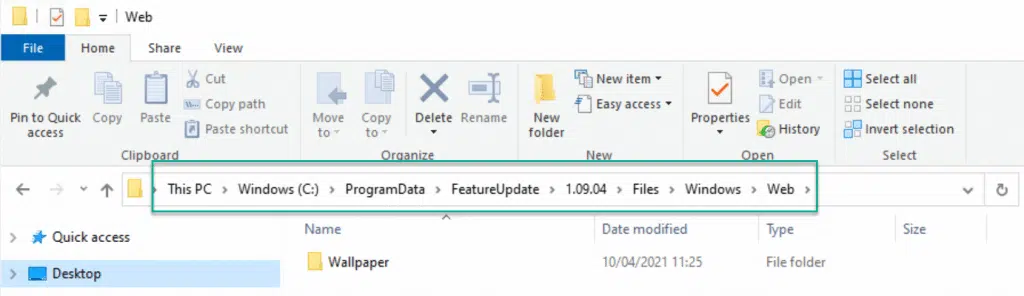 Web
File Home Share View
Pin to Quick access
Copy
Paste
Cut
Copy path
Paste shortcut
Clipboard
Move to
Copy to
Delete
Rename
Organize
New folder
New item
Easy access
New
Properties
Open
Edit
History
Open
Select all
Select none
Invert selection
Select
This PC > Windows (C:) > ProgramData > FeatureUpdate > 1.09.04 > Files > Windows > Web >
Quick access
Desktop
Name Date modified Type Size
Wallpaper 10/04/2021 11:25 File folder